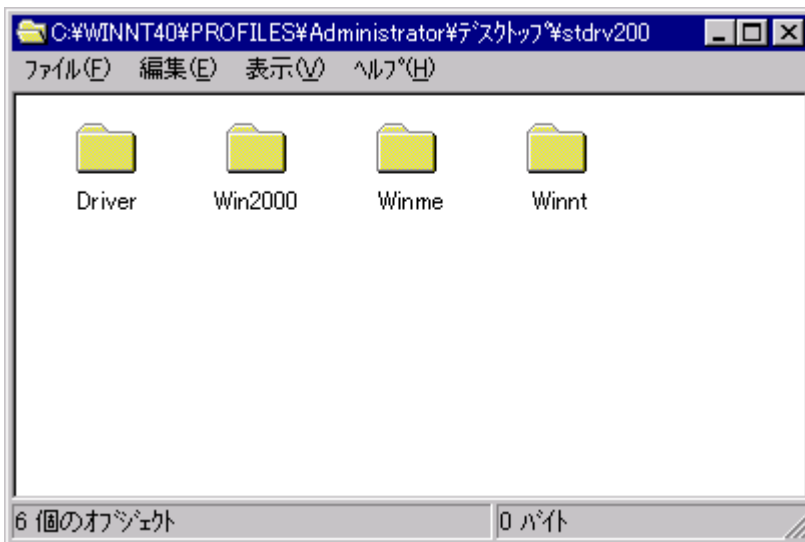 C:¥WINNT40¥PROFILES¥Administrator¥ﾃﾞｽｸﾄｯﾌﾟ¥stdrv200
ﾌｧｲﾙ(F) 編集(E) 表示(V) ﾍﾙﾌﾟ(H)
Driver Win2000 Winme Winnt
6 個のｵﾌﾞｼﾞｪｸﾄ 0 ﾊﾞｲﾄ